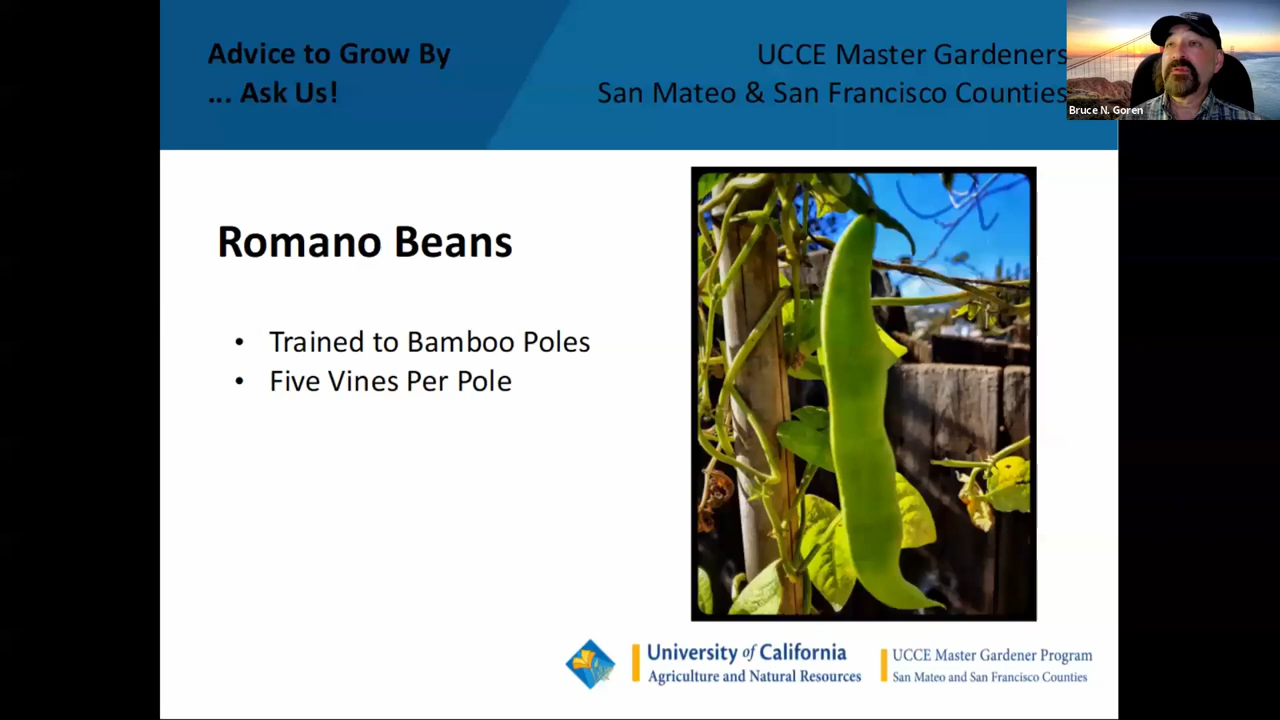 Advice to Grow By
... Ask Us!
UCCE Master Gardeners
San Mateo & San Francisco Counties
Bruce N. Goren
Romano Beans
• Trained to Bamboo Poles
• Five Vines Per Pole
University of California
Agriculture and Natural Resources
UCCE Master Gardener Program
San Mateo and San Francisco Counties